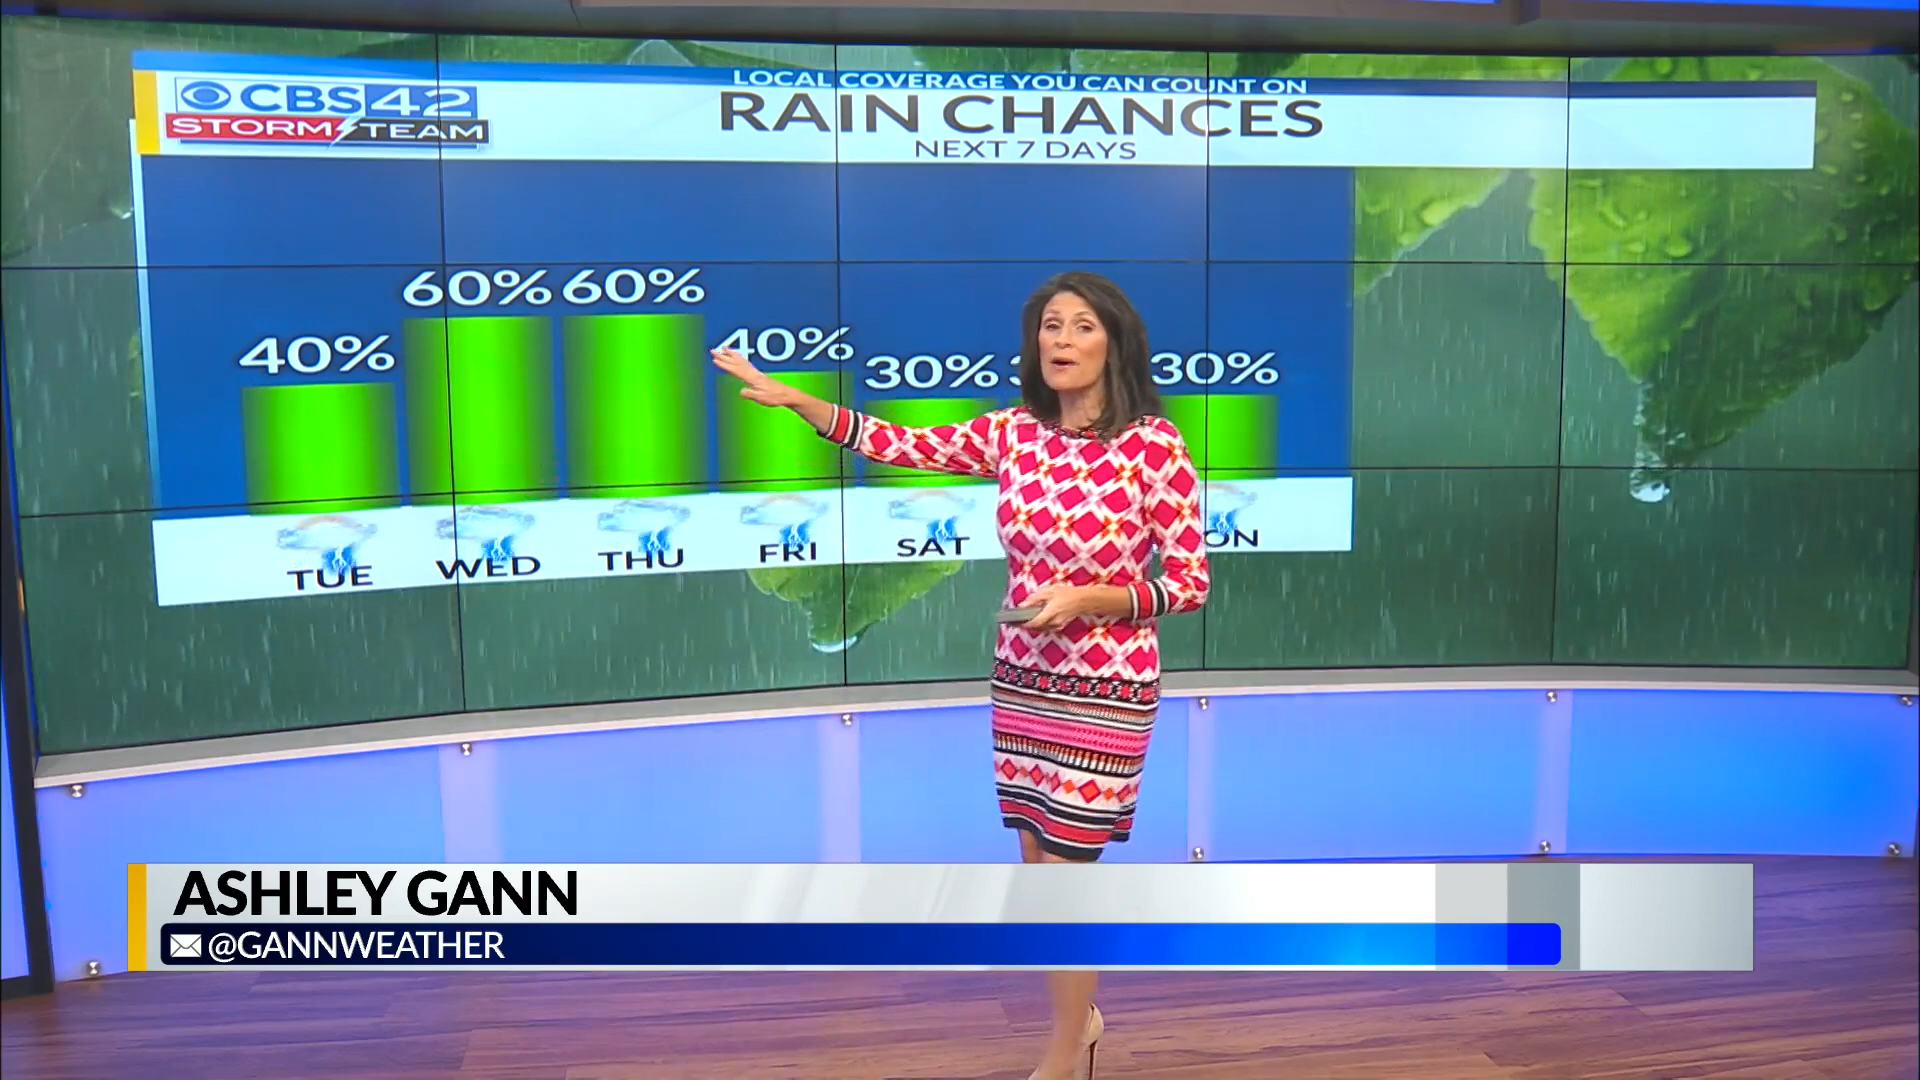 LOCAL COVERAGE YOU CAN COUNT ON
CBS 42
STORM TEAM
RAIN CHANCES
NEXT 7 DAYS
40% 60% 60% 40% 30% 30%
TUE WED THU FRI SAT
ASHLEY GANN
@GANNWEATHER